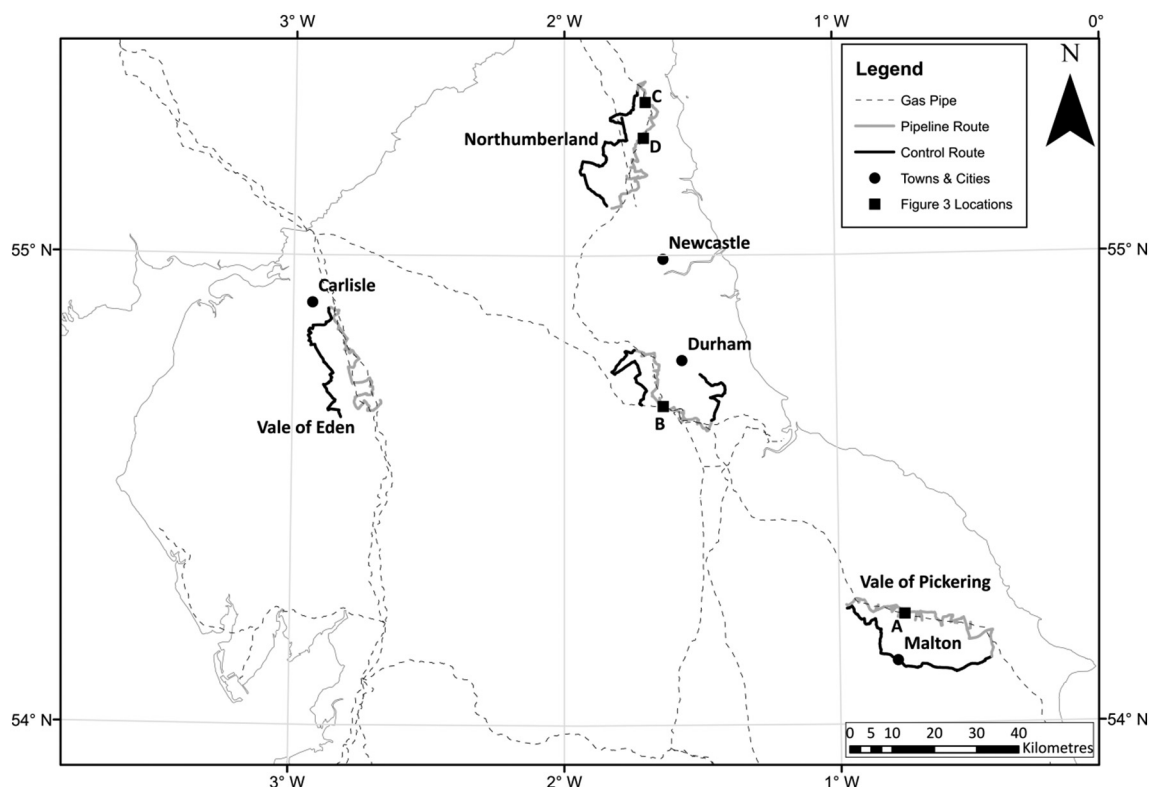 3° W 2° W 1° W 0°
N
Legend
Gas Pipe
Pipeline Route
Control Route
Towns & Cities
Figure 3 Locations
C
Northumberland
D
Newcastle
55° N 55° N
Carlisle
Durham
Vale of Eden
B
Vale of Pickering
A
Malton
54° N 54° N
0 5 10 20 30 40
Kilometres
3° W 2° W 1° W 0°